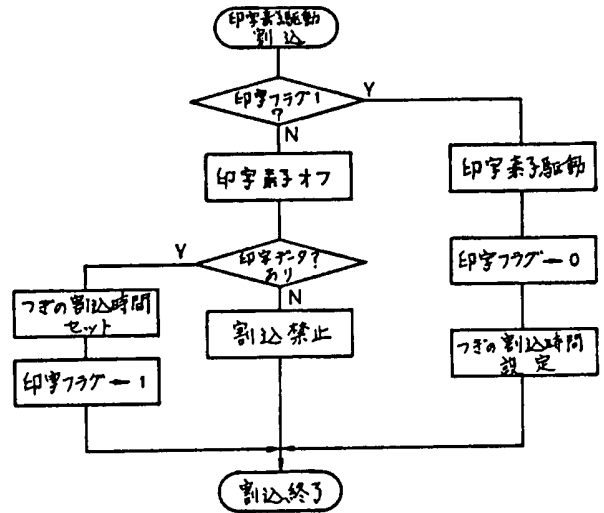 印字素子駆動
割込
印字フラグ1
?
Y
N
印字素子オフ
印字素子駆動
印字データ?
あり
Y
N
印字フラグ←0
つぎの割込時間
セット
割込禁止
つぎの割込時間
設定
印字フラグ←1
割込終了